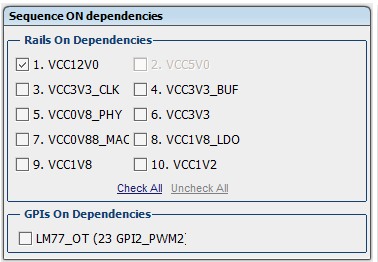 Sequence ON dependencies
Rails On Dependencies
1. VCC12V0 2. VCC5V0
3. VCC3V3_CLK 4. VCC3V3_BUF
5. VCC0V8_PHY 6. VCC3V3
7. VCC0V88_MAC 8. VCC1V8_LDO
9. VCC1V8 10. VCC1V2
Check All Uncheck All
GPIs On Dependencies
LM77_OT (23 GPI2_PWM2)